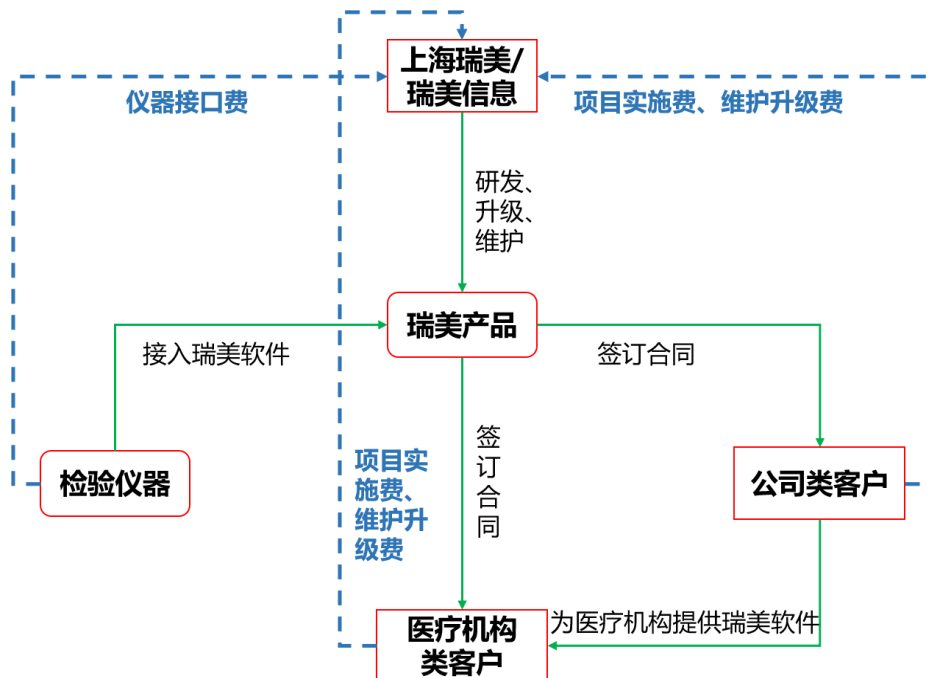 上海瑞美/
瑞美信息
仪器接口费
项目实施费、维护升级费
研发、
升级、
维护
瑞美产品
接入瑞美软件
签订合同
项目实
施费、
维护升
级费
签
订
合
同
检验仪器
公司类客户
为医疗机构提供瑞美软件
医疗机构
类客户